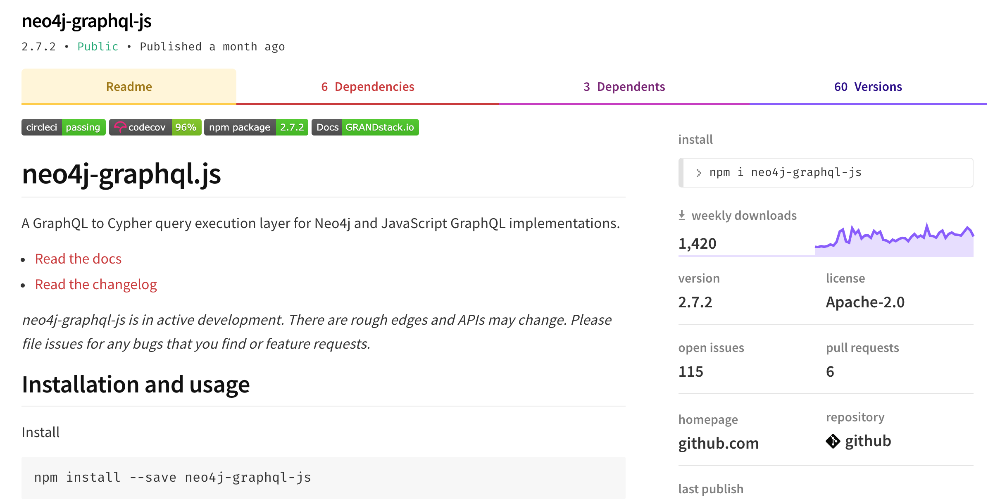 neo4j-graphql-js
2.7.2 • Public • Published a month ago
Readme
6 Dependencies
3 Dependents
60 Versions
circleci passing codecov 96% npm package 2.7.2 Docs GRANDstack.io
neo4j-graphql.js
A GraphQL to Cypher query execution layer for Neo4j and JavaScript GraphQL implementations.
• Read the docs
• Read the changelog
neo4j-graphql-js is in active development. There are rough edges and APIs may change. Please
file issues for any bugs that you find or feature requests.
Installation and usage
Install
npm install --save neo4j-graphql-js
install
npm i neo4j-graphql-js
weekly downloads
1,420
version
2.7.2
license
Apache-2.0
open issues
115
pull requests
6
homepage
github.com
repository
github
last publish